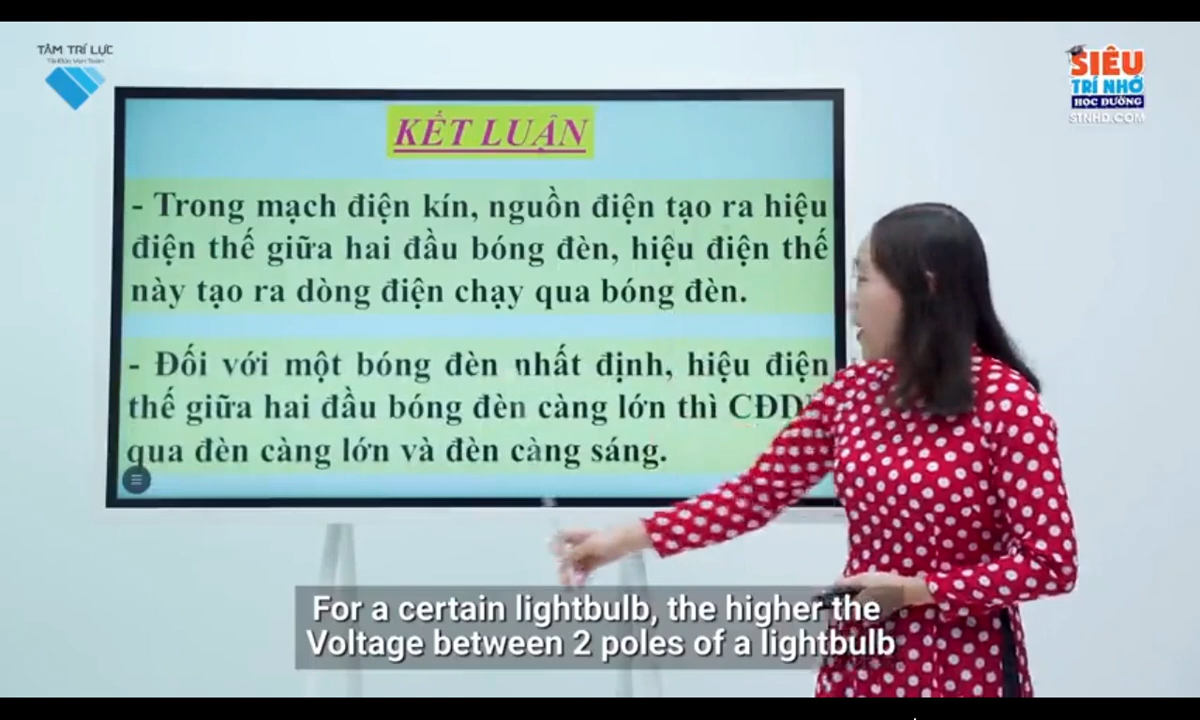 TÂM TRÍ LỰC
SIÊU
TRÍ NHỚ
HỌC ĐƯỜNG
STNHD.COM
KẾT LUẬN
- Trong mạch điện kín, nguồn điện tạo ra hiệu
điện thế giữa hai đầu bóng đèn, hiệu điện thế
này tạo ra dòng điện chạy qua bóng đèn.
- Đối với một bóng đèn nhất định, hiệu điện
thế giữa hai đầu bóng đèn càng lớn thì
qua đèn càng lớn và đèn càng sáng.
For a certain lightbulb, the higher the
Voltage between 2 poles of a lightbulb